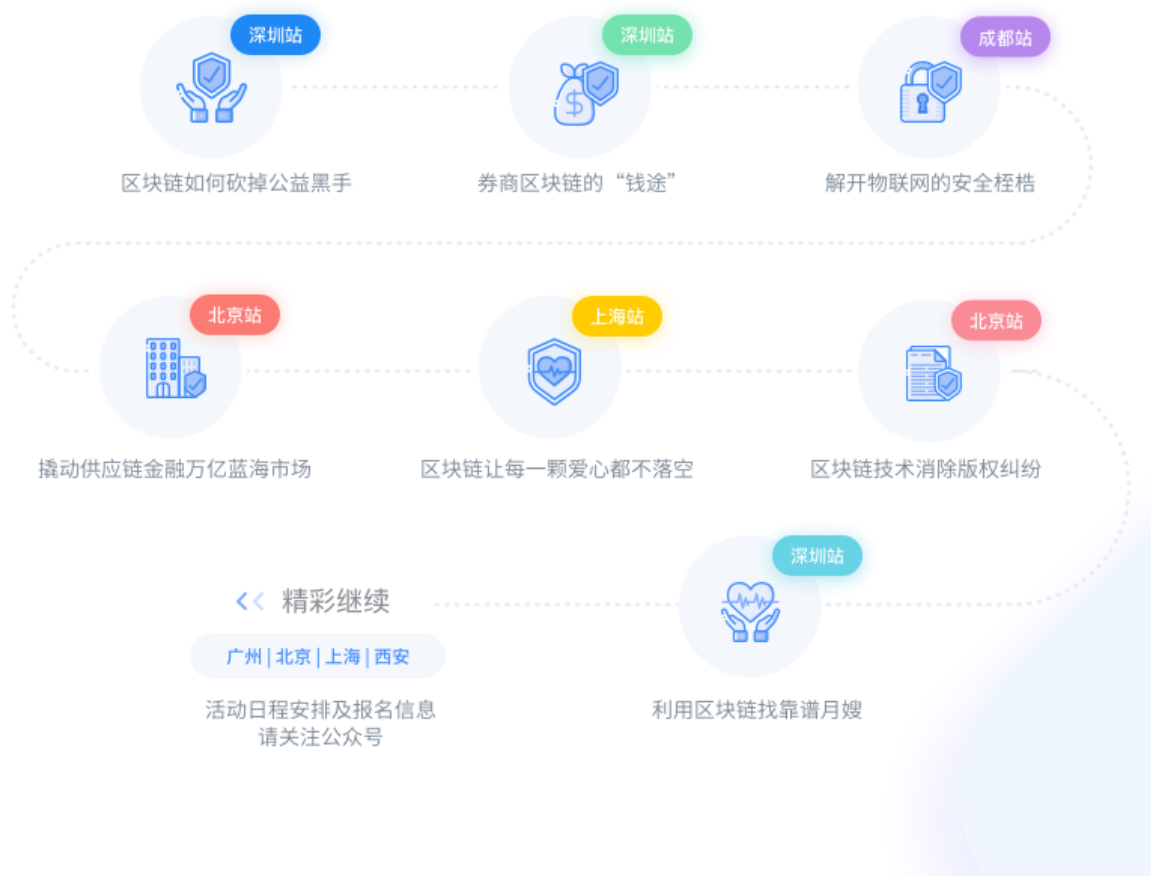 深圳站
深圳站
成都站
区块链如何砍掉公益黑手
券商区块链的“钱途”
解开物联网的安全桎梏
北京站
上海站
北京站
撬动供应链金融万亿蓝海市场
区块链让每一颗爱心都不落空
区块链技术消除版权纠纷
深圳站
精彩继续
广州|北京|上海|西安
活动日程安排及报名信息
请关注公众号
利用区块链找靠谱月嫂